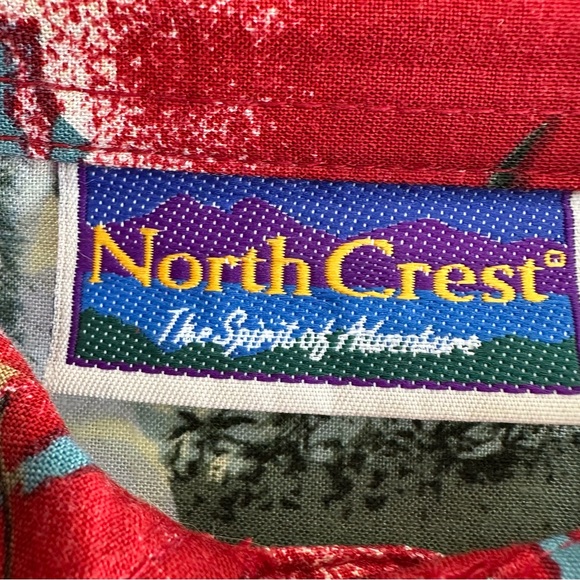 North Crest®
The Spirit of Adventure